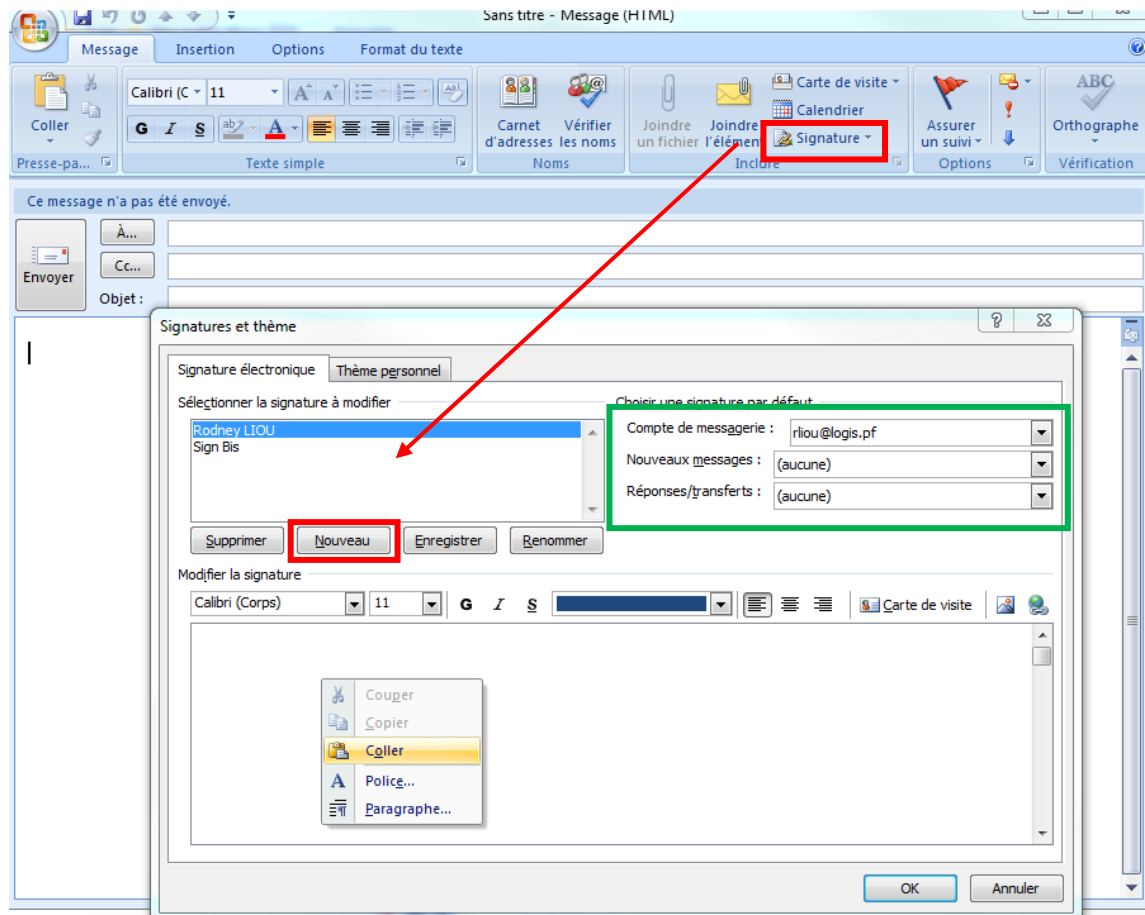 Sans titre - Message (HTML)
Message Insertion Options Format du texte
Calibri (C 11
Carte de visite
Calendrier
Signature
Coller
G I S
Carnet d'adresses
Vérifier les noms
Joindre un fichier
Joindre l'élément
Assurer un suivi
ABC
Orthographe
Presse-pa... Texte simple Noms Inclure Options Vérification
Ce message n'a pas été envoyé.
À...
Envoyer
Cc...
Objet :
Signatures et thème
Signature électronique Thème personnel
Sélectionner la signature à modifier Choisir une signature par défaut
Rodney LIOU
Sign Bis
Compte de messagerie : rliou@logis.pf
Nouveaux messages : (aucune)
Réponses/transferts : (aucune)
Supprimer Nouveau Enregistrer Renommer
Modifier la signature
Calibri (Corps) 11 G I S Carte de visite
Couper
Copier
Coller
Police...
Paragraphe...
OK Annuler